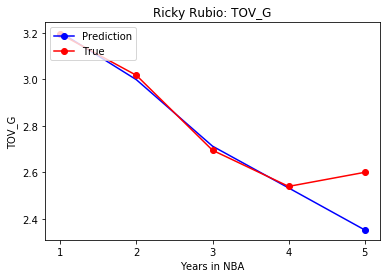 Ricky Rubio: TOV_G
Prediction
True
3.2
3.0
2.8
2.6
2.4
TOV_G
1 2 3 4 5
Years in NBA